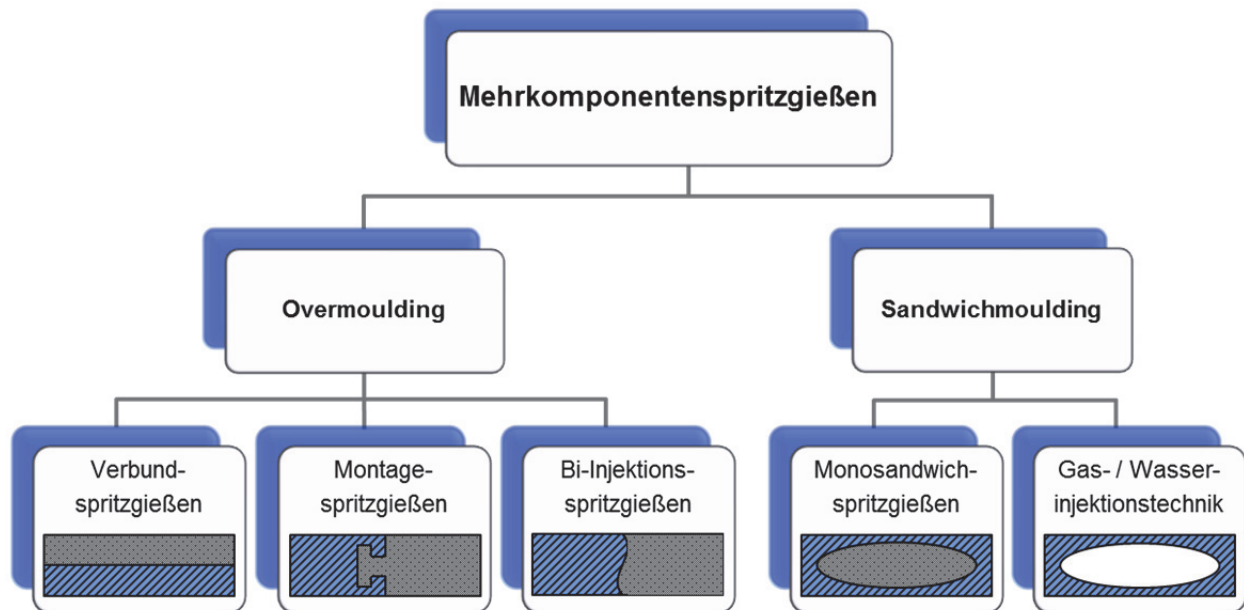 Mehrkomponentenspritzgießen
Overmoulding
Sandwichmoulding
Verbund-
spritzgießen
Montage-
spritzgießen
Bi-Injektions-
spritzgießen
Monosandwich-
spritzgießen
Gas- / Wasser-
injektionstechnik